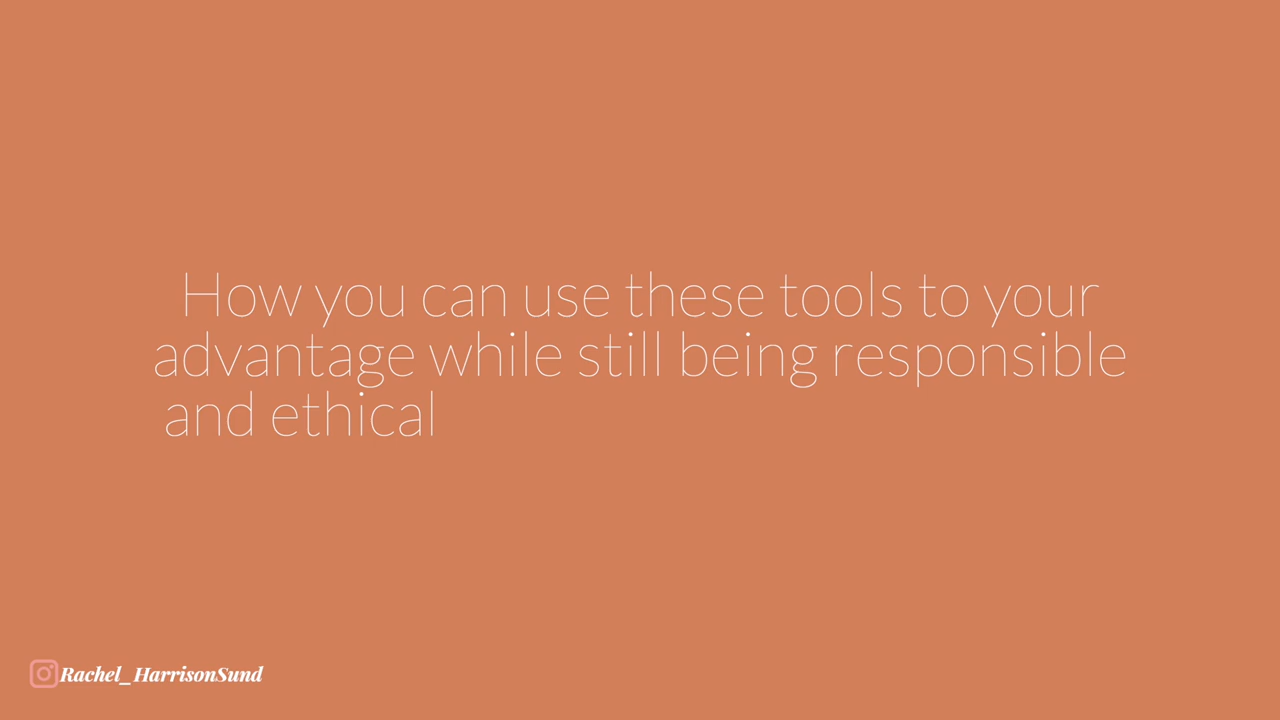 How you can use these tools to your
advantage while still being responsible
and ethical
Rachel_HarrisonSund